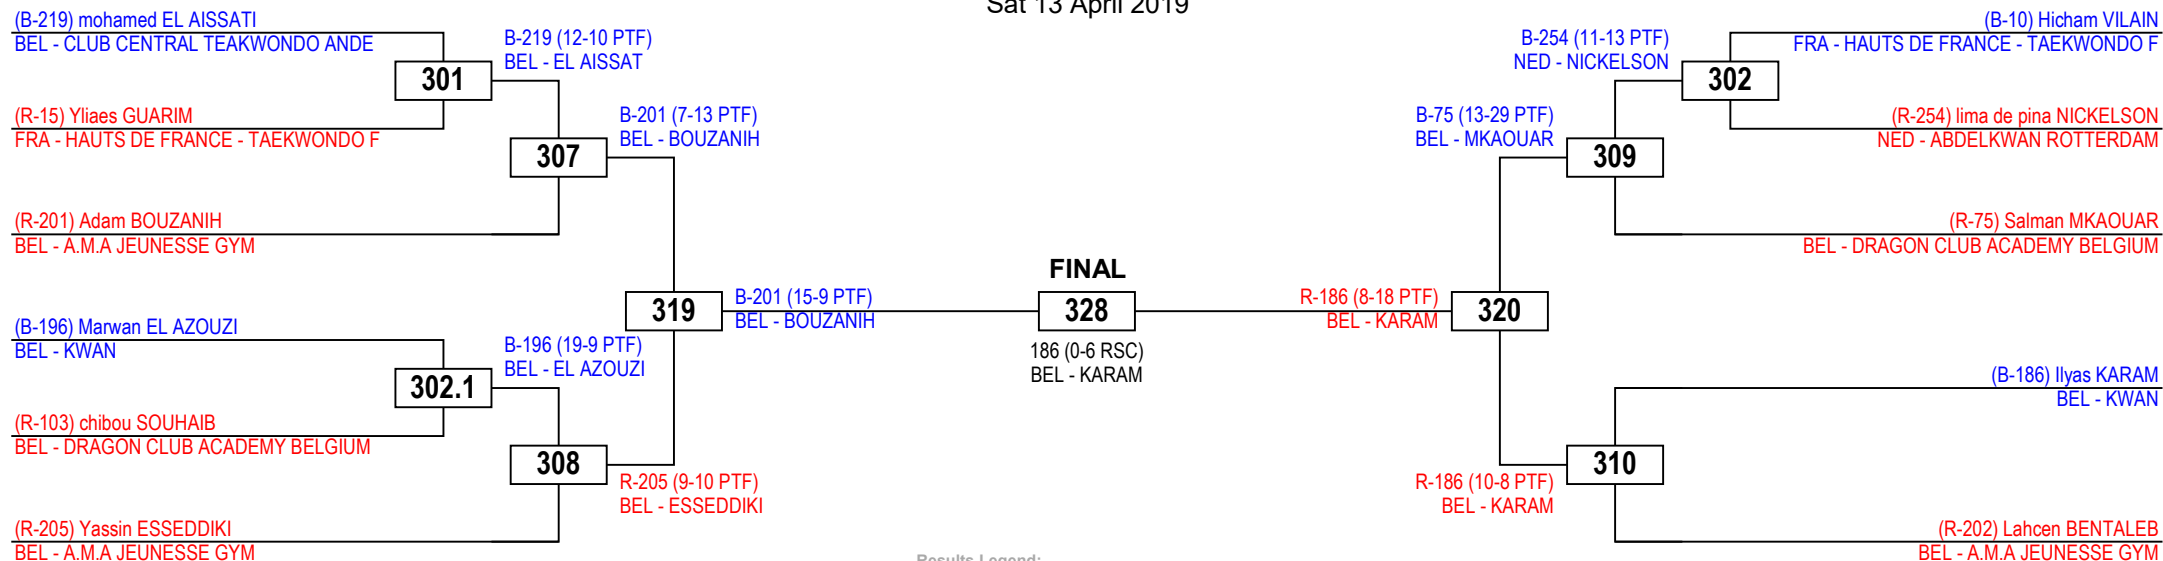 Sat 13 April 2019
(B-219) mohamed EL AISSATI
BEL - CLUB CENTRAL TEAKWONDO ANDE
301
(R-15) Yliaes GUARIM
FRA - HAUTS DE FRANCE - TAEKWONDO F
B-219 (12-10 PTF)
BEL - EL AISSAT
307
(R-201) Adam BOUZANIH
BEL - A.M.A JEUNESSE GYM
B-201 (7-13 PTF)
BEL - BOUZANIH
319
(B-196) Marwan EL AZOUZI
BEL - KWAN
302.1
(R-103) chibou SOUHAIB
BEL - DRAGON CLUB ACADEMY BELGIUM
B-196 (19-9 PTF)
BEL - EL AZOUZI
308
(R-205) Yassin ESSEDDIKI
BEL - A.M.A JEUNESSE GYM
R-205 (9-10 PTF)
BEL - ESSEDDIKI
B-201 (15-9 PTF)
BEL - BOUZANIH
FINAL
328
186 (0-6 RSC)
BEL - KARAM
R-186 (8-18 PTF)
BEL - KARAM
320
(B-10) Hicham VILAIN
FRA - HAUTS DE FRANCE - TAEKWONDO F
302
(R-254) lima de pina NICKELSON
NED - ABDELKWAN ROTTERDAM
B-254 (11-13 PTF)
NED - NICKELSON
309
(R-75) Salman MKAOUAR
BEL - DRAGON CLUB ACADEMY BELGIUM
B-75 (13-29 PTF)
BEL - MKAOUAR
(B-186) Ilyas KARAM
BEL - KWAN
310
(R-202) Lahcen BENTALEB
BEL - A.M.A JEUNESSE GYM
R-186 (10-8 PTF)
BEL - KARAM
Results Legend: